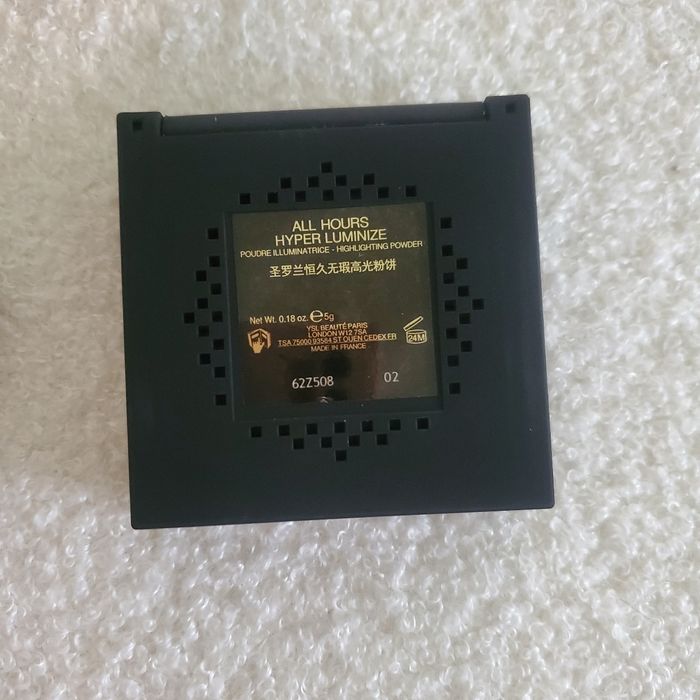 ALL HOURS
HYPER LUMINIZE
POUDRE ILLUMINATRICE - HIGHLIGHTING POWDER
圣罗兰恒久无瑕高光粉饼
Net Wt. 0.18 oz. ℮ 5g
YSL BEAUTÉ PARIS
LONDON W12 7SA
TSA 75000 93584 ST OUEN CEDEX FR
MADE IN FRANCE
24M
62Z508 02